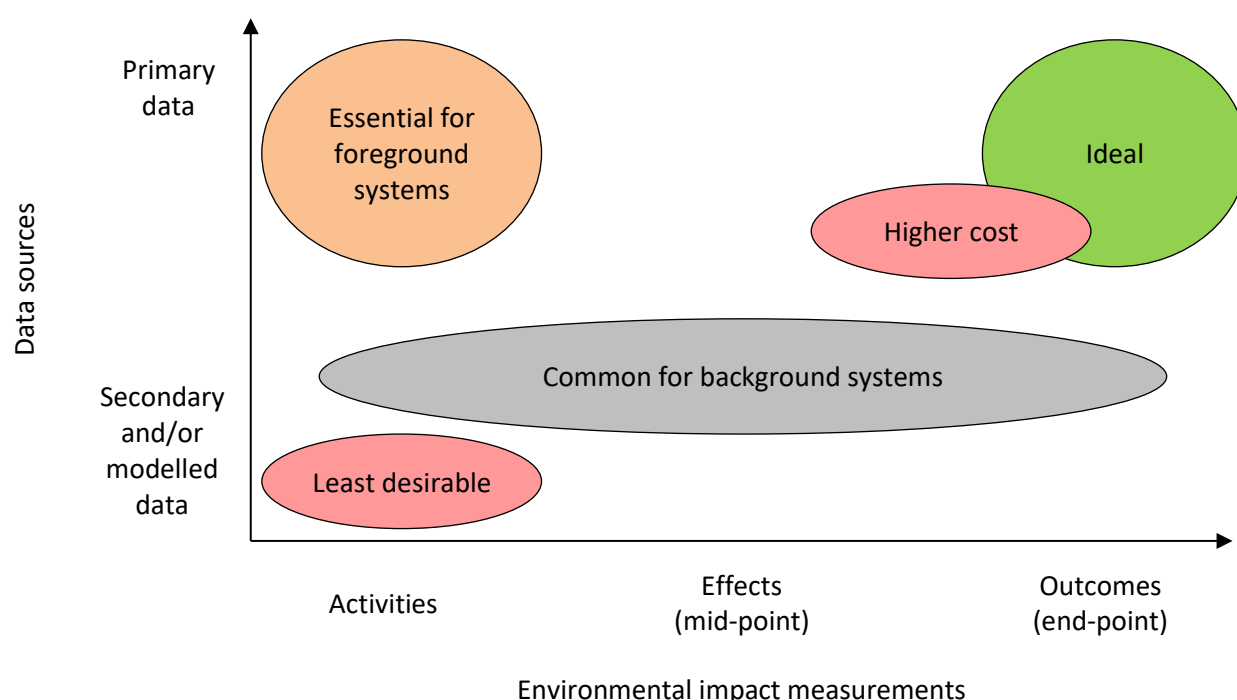 Primary
data
Essential for
foreground
systems
Ideal
Higher cost
Data sources
Common for background systems
Secondary
and/or
modelled
data
Least desirable
Activities
Effects
(mid-point)
Outcomes
(end-point)
Environmental impact measurements